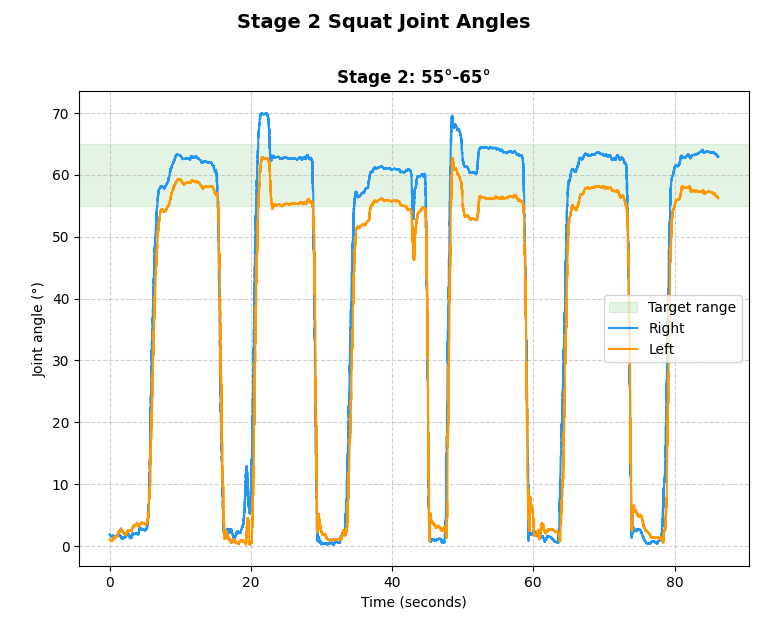 Stage 2 Squat Joint Angles
Stage 2: 55°-65°
70
60
50
40
30
20
10
0
Joint angle (°)
Target range
Right
Left
0
20
40
60
80
Time (seconds)